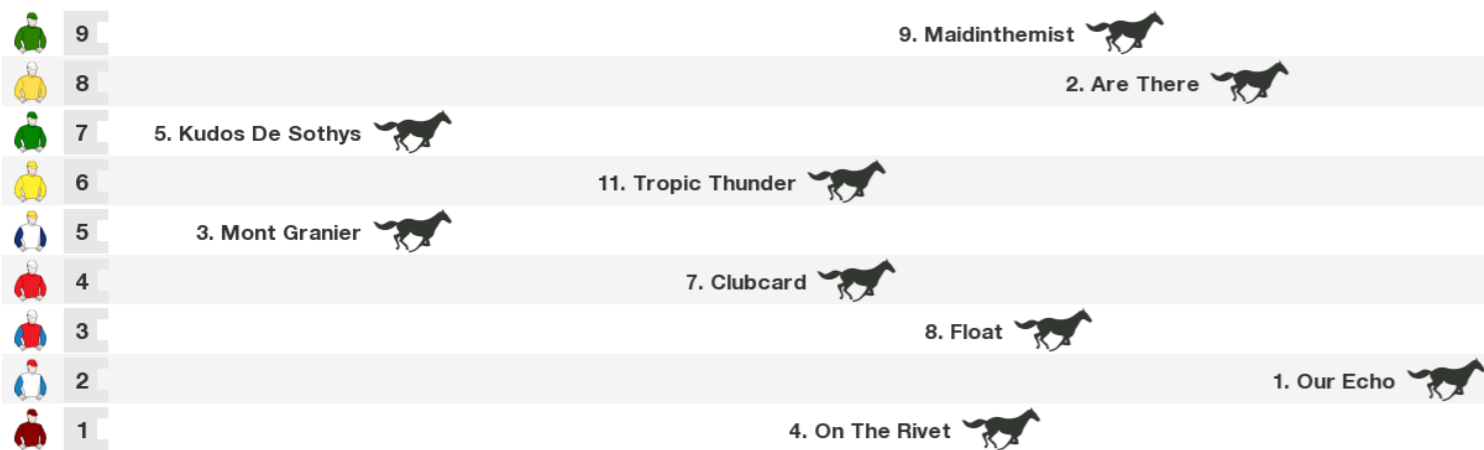 9 9. Maidinthemist
8 2. Are There
7 5. Kudos De Sothys
6 11. Tropic Thunder
5 3. Mont Granier
4 7. Clubcard
3 8. Float
2 1. Our Echo
1 4. On The Rivet